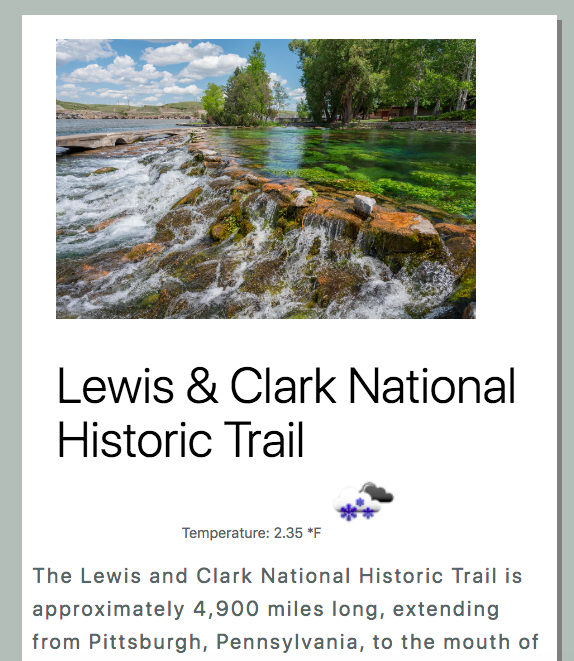 Lewis & Clark National
Historic Trail
Temperature: 2.35 *F
The Lewis and Clark National Historic Trail is
approximately 4,900 miles long, extending
from Pittsburgh, Pennsylvania, to the mouth of